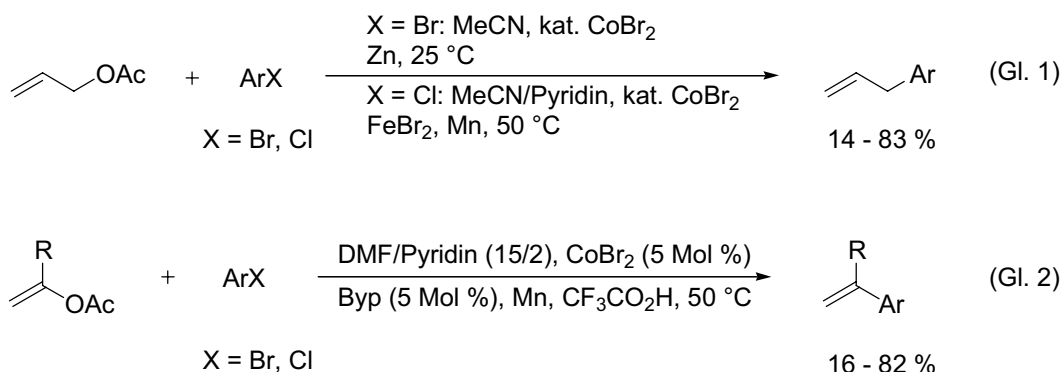 X = Br: MeCN, kat. CoBr2
Zn, 25 °C
OAc + ArX Ar (Gl. 1)
X = Cl: MeCN/Pyridin, kat. CoBr2
FeBr2, Mn, 50 °C
X = Br, Cl 14 - 83 %
R R
DMF/Pyridin (15/2), CoBr2 (5 Mol %)
OAc + ArX Ar (Gl. 2)
Byp (5 Mol %), Mn, CF3CO2H, 50 °C
X = Br, Cl 16 - 82 %